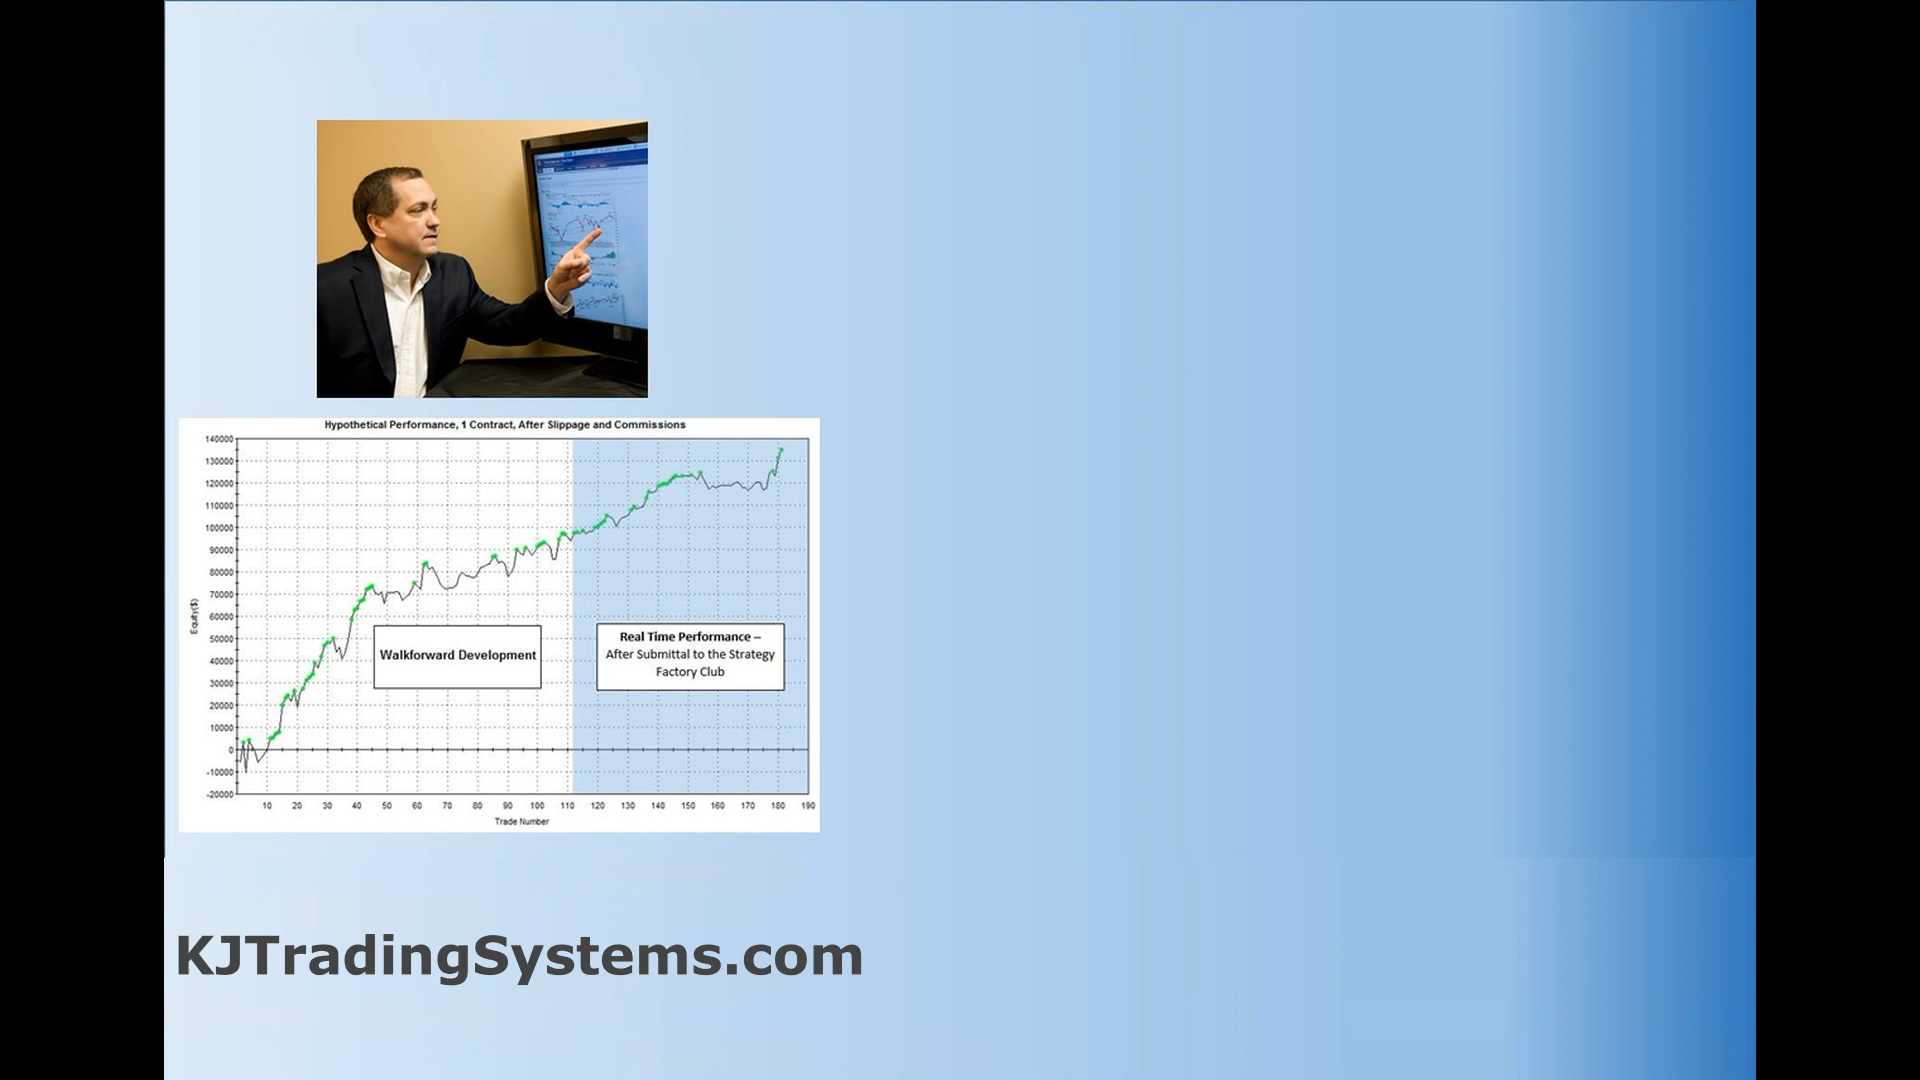 Hypothetical Performance, 1 Contract, After Slippage and Commissions
140000
130000
120000
110000
100000
90000
80000
70000
60000
50000
40000
30000
20000
10000
0
-10000
-20000
Equity($)
Walkforward Development
Real Time Performance –
After Submittal to the Strategy
Factory Club
10 20 30 40 50 60 70 80 90 100 110 120 130 140 150 160 170 180 190
Trade Number
KJTradingSystems.com